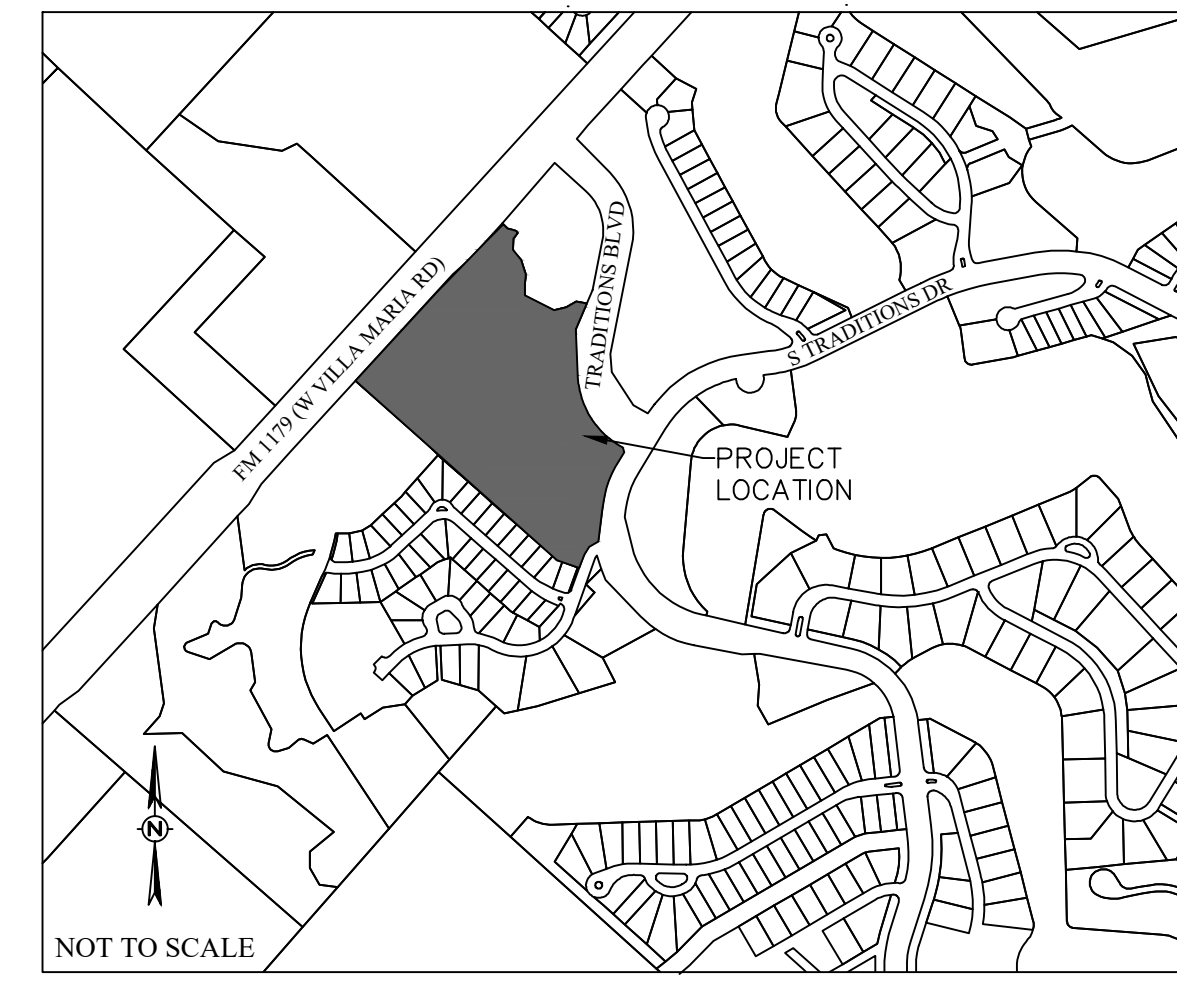 TRADITIONS BLVD
FM 1179 (W VILLA MARIA RD)
S TRADITIONS DR
PROJECT
LOCATION
N
NOT TO SCALE